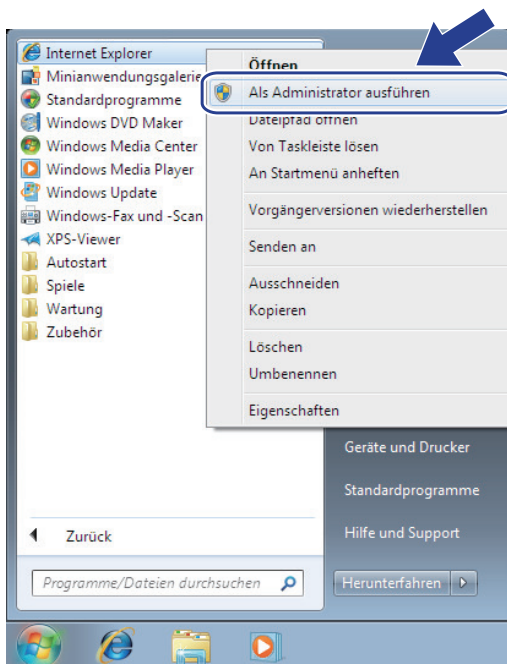 Internet Explorer
Minianwendungsgalerie
Standardprogramme
Windows DVD Maker
Windows Media Center
Windows Media Player
Windows Update
Windows-Fax und -Scan
XPS-Viewer
Autostart
Spiele
Wartung
Zubehör
Zurück
Programme/Dateien durchsuchen
Öffnen
Als Administrator ausführen
Dateipfad öffnen
Von Taskleiste lösen
An Startmenü anheften
Vorgängerversionen wiederherstellen
Senden an
Ausschneiden
Kopieren
Löschen
Umbenennen
Eigenschaften
Geräte und Drucker
Standardprogramme
Hilfe und Support
Herunterfahren